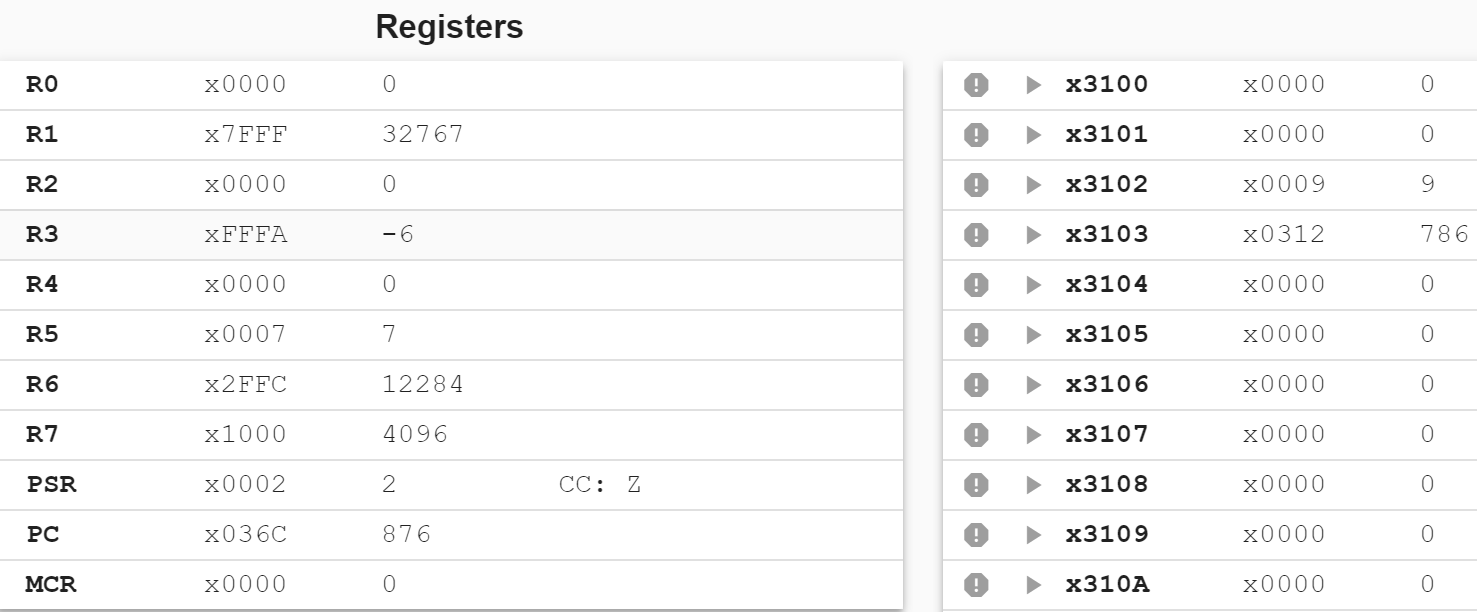 Registers
R0 x0000 0
R1 x7FFF 32767
R2 x0000 0
R3 xFFFA -6
R4 x0000 0
R5 x0007 7
R6 x2FFC 12284
R7 x1000 4096
PSR x0002 2 CC: Z
PC x036C 876
MCR x0000 0
x3100 x0000 0
x3101 x0000 0
x3102 x0009 9
x3103 x0312 786
x3104 x0000 0
x3105 x0000 0
x3106 x0000 0
x3107 x0000 0
x3108 x0000 0
x3109 x0000 0
x310A x0000 0